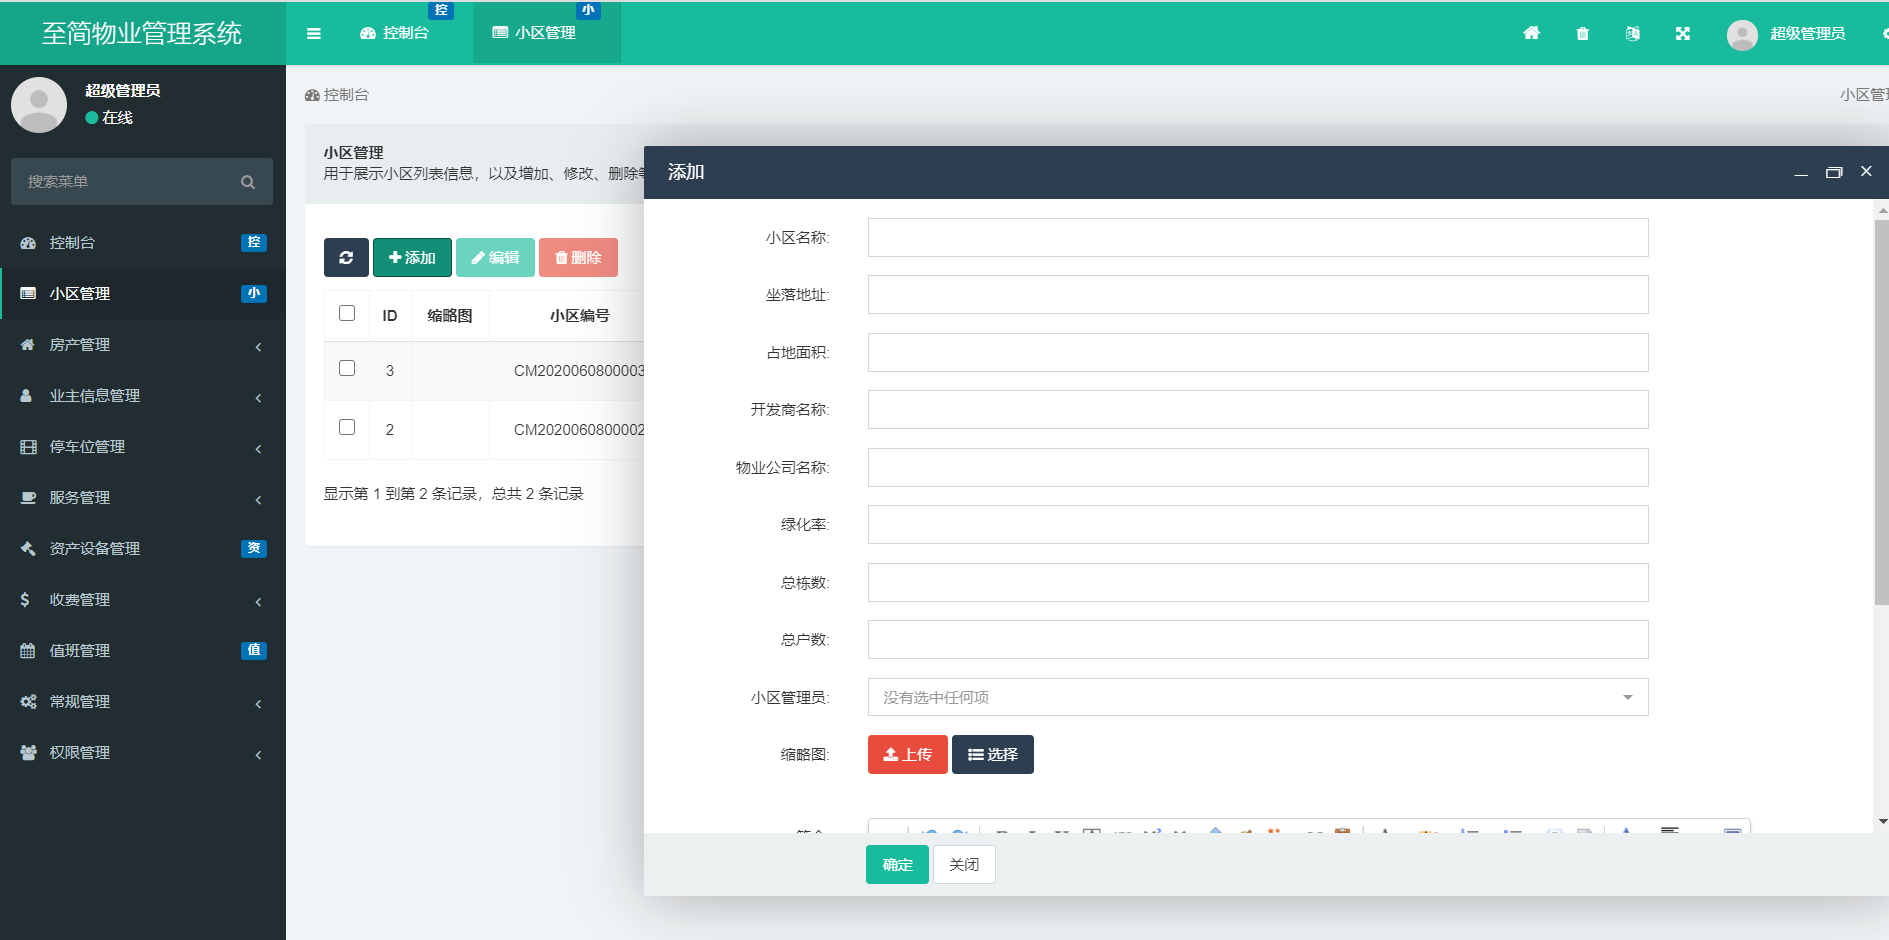 至简物业管理系统
控制台
控
小区管理
小
超级管理员
超级管理员
在线
搜索菜单
控制台
控
小区管理
小
房产管理
业主信息管理
停车位管理
服务管理
资产设备管理
资
收费管理
值班管理
值
常规管理
权限管理
控制台
小区管
小区管理
用于展示小区列表信息，以及增加、修改、删除
添加
编辑
删除
ID
缩略图
小区编号
3
CM2020060800003
2
CM2020060800002
显示第 1 到第 2 条记录，总共 2 条记录
添加
小区名称:
坐落地址:
占地面积:
开发商名称:
物业公司名称:
绿化率:
总栋数:
总户数:
小区管理员:
没有选中任何项
缩略图:
上传
选择
确定
关闭